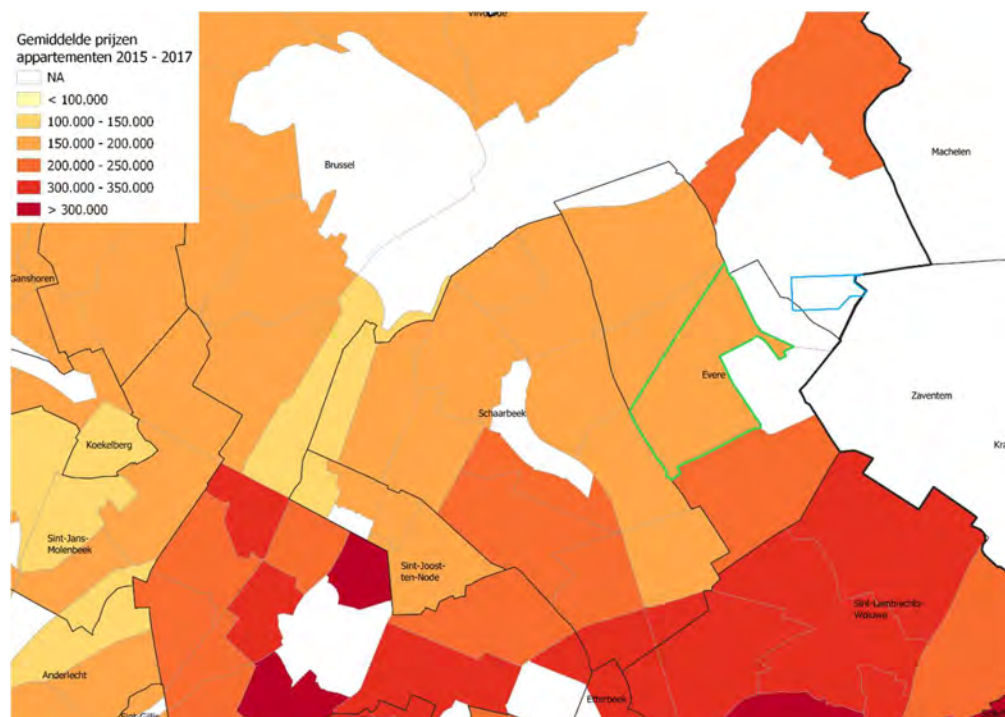 Gemiddelde prijzen
appartementen 2015 - 2017
NA
< 100.000
100.000 - 150.000
150.000 - 200.000
200.000 - 250.000
300.000 - 350.000
> 300.000
Brussel
Machelen
Ganshoren
Evere
Zaventem
Schaarbeek
Koekelberg
Kra
Sint-Jans-
Molenbeek
Sint-Joost-
ten-Node
Sint-Lambrechts-
Woluwe
Anderlecht
Etterbeek